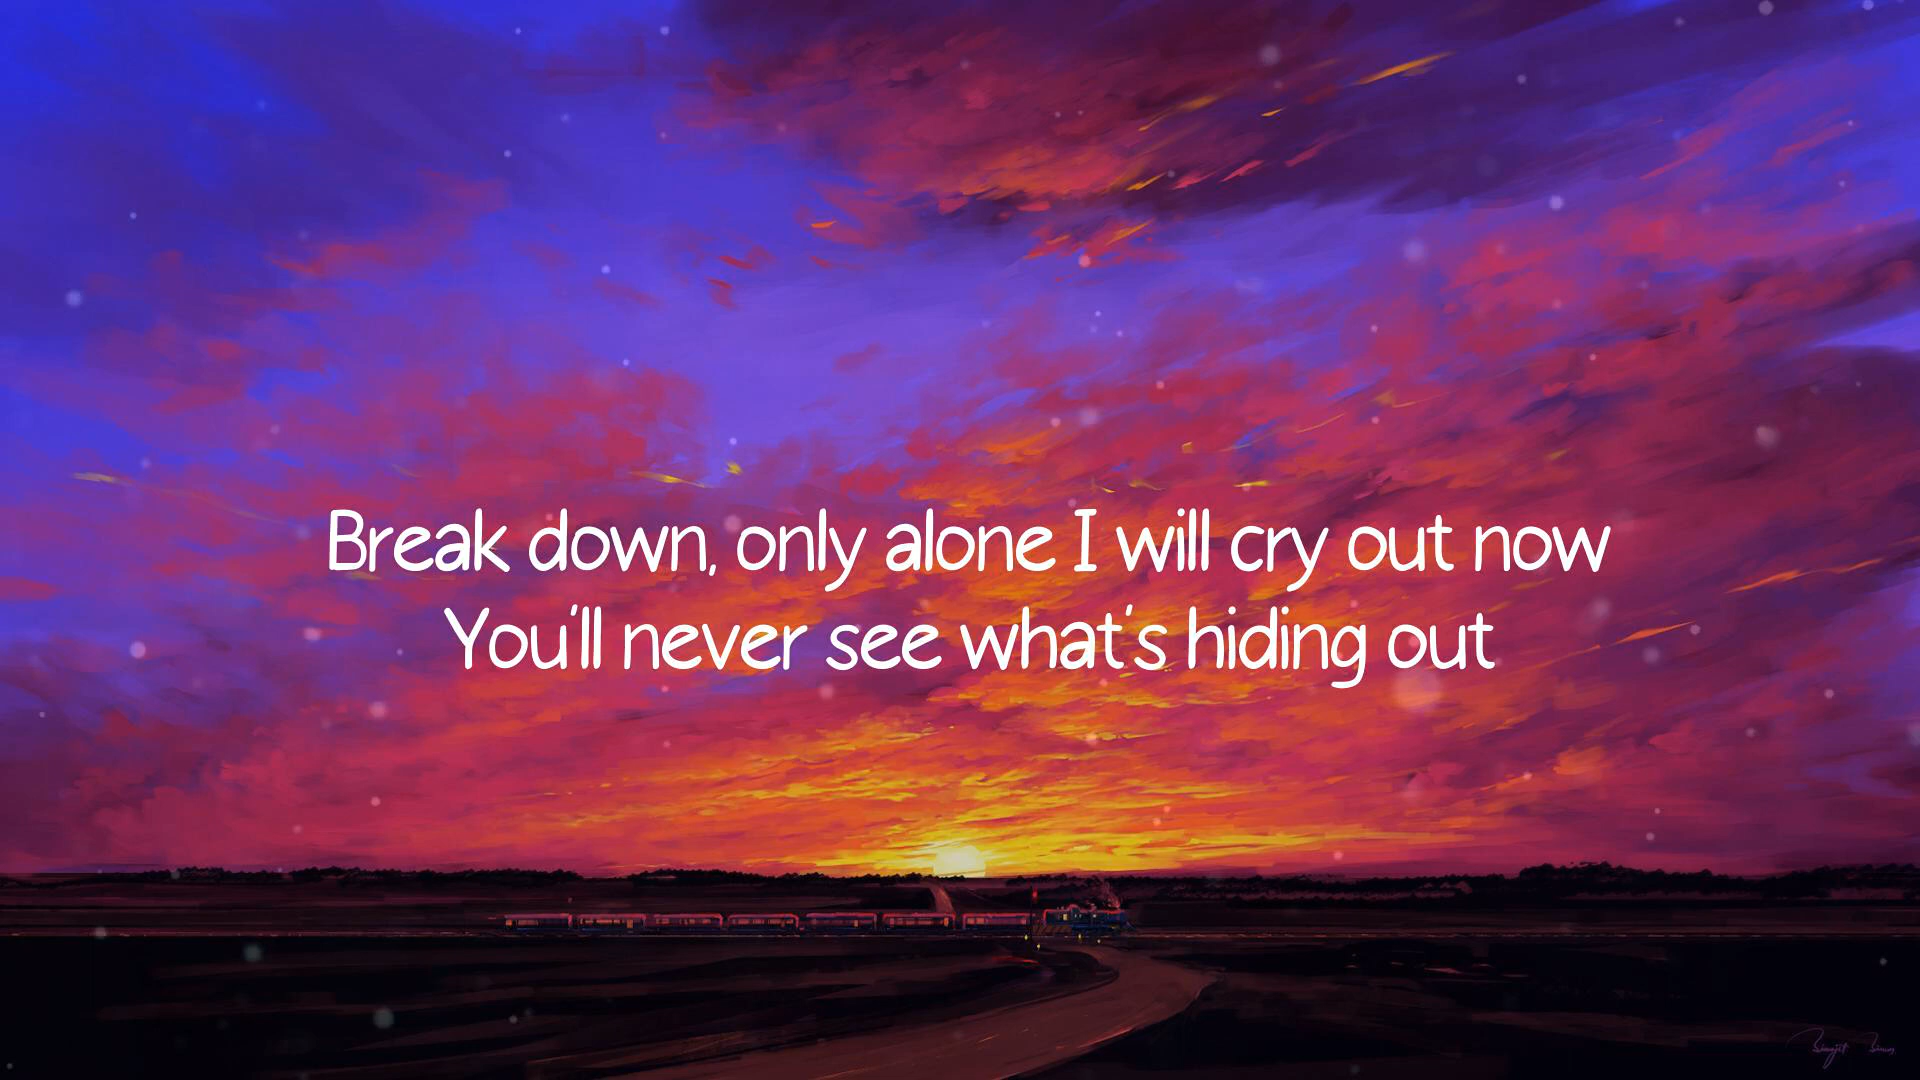 Break down, only alone I will cry out now
You'll never see what's hiding out